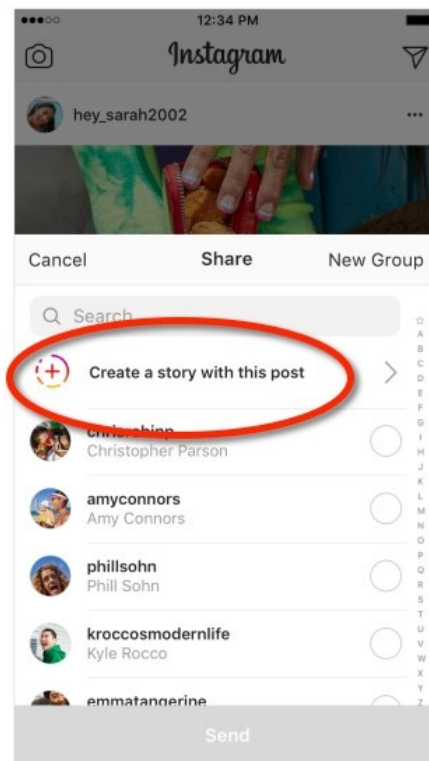 12:34 PM
Instagram
hey_sarah2002
Cancel Share New Group
Search
Create a story with this post
Christopher Parson
amyconnors
Amy Connors
phillsohn
Phill Sohn
kroccosmodernlife
Kyle Rocco
emmatangerine
Send
A
B
C
D
E
F
G
I
H
J
K
L
M
N
O
P
Q
R
S
T
U
V
W
X
Y
Z